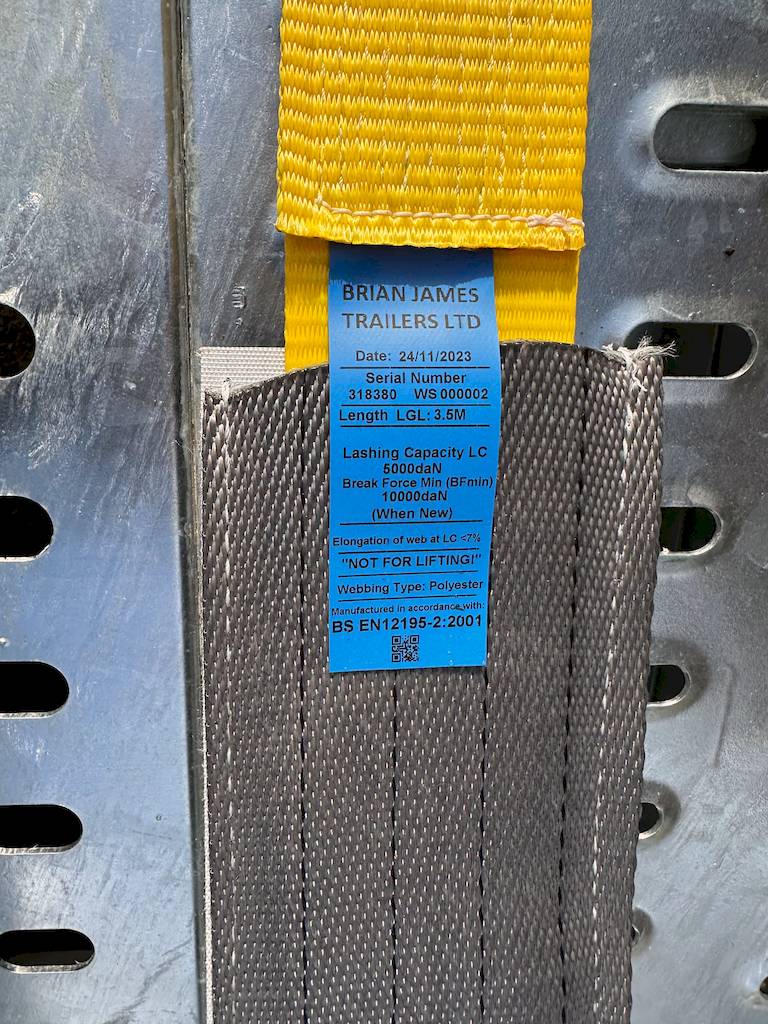 BRIAN JAMES
TRAILERS LTD
Date: 24/11/2023
Serial Number
318380 WS 000002
Length LGL: 3.5M
Lashing Capacity LC
5000daN
Break Force Min (BFmin)
10000daN
(When New)
Elongation of web at LC <7%
"NOT FOR LIFTING!"
Webbing Type: Polyester
Manufactured in accordance with:
BS EN12195-2:2001